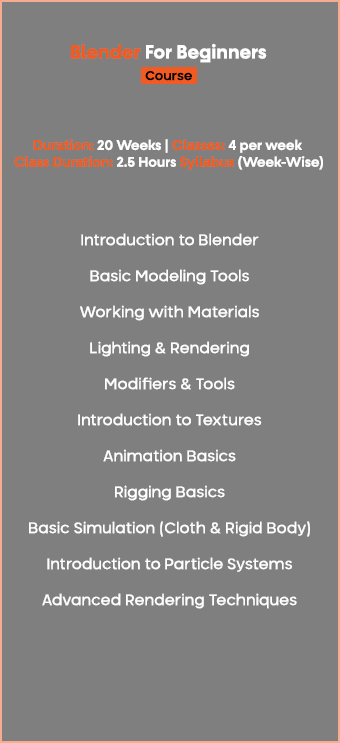 Blender For Beginners
Course
Duration: 20 Weeks | Classes: 4 per week
Class Duration: 2.5 Hours Syllabus (Week-Wise)
Introduction to Blender
Basic Modeling Tools
Working with Materials
Lighting & Rendering
Modifiers & Tools
Introduction to Textures
Animation Basics
Rigging Basics
Basic Simulation (Cloth & Rigid Body)
Introduction to Particle Systems
Advanced Rendering Techniques